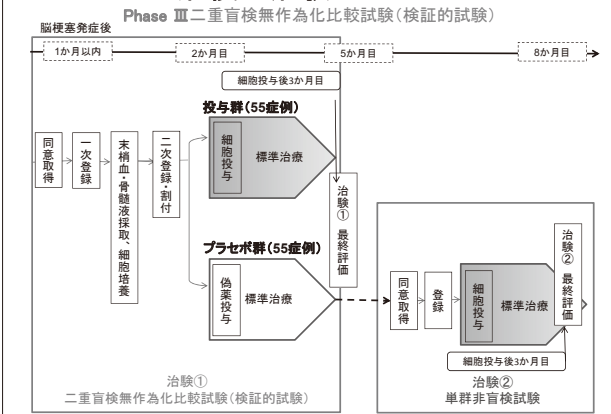 Phase Ⅲ二重盲検無作為化比較試験(検証的試験)
脳梗塞発症後
1か月以内
2か月目
5か月目
8か月目
細胞投与後3か月目
投与群(55症例)
同意取得
一次登録
末梢血・骨髄液採取、細胞培養
二次登録・割付
細胞投与
標準治療
治験① 最終評価
プラセボ群(55症例)
偽薬投与
標準治療
同意取得
登録
細胞投与
標準治療
治験② 最終評価
細胞投与後3か月目
治験①
二重盲検無作為化比較試験(検証的試験)
治験②
単群非盲検試験